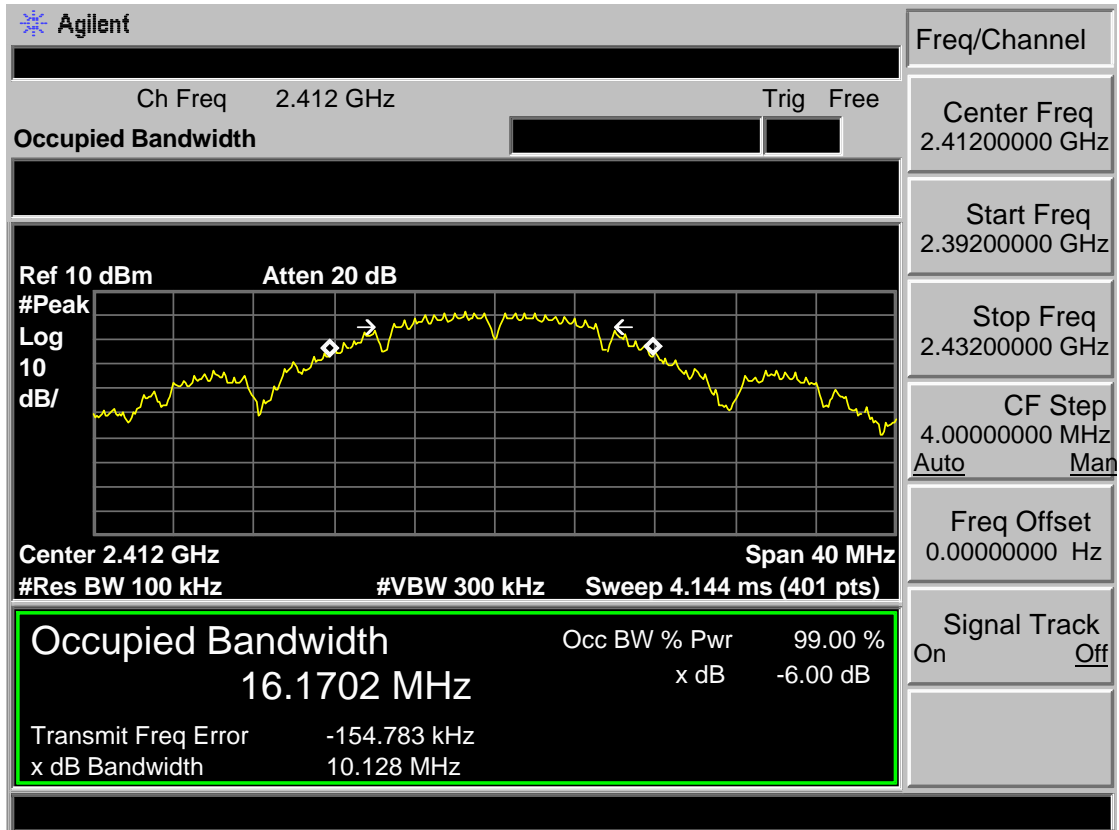 Agilent
Freq/Channel
Ch Freq 2.412 GHz Trig Free
Occupied Bandwidth
Center Freq
2.41200000 GHz
Start Freq
2.39200000 GHz
Stop Freq
2.43200000 GHz
CF Step
4.00000000 MHz
Auto Man
Freq Offset
0.00000000 Hz
Signal Track
On Off
Ref 10 dBm Atten 20 dB
#Peak
Log
10
dB/
Center 2.412 GHz Span 40 MHz
#Res BW 100 kHz #VBW 300 kHz Sweep 4.144 ms (401 pts)
Occupied Bandwidth
16.1702 MHz
Occ BW % Pwr 99.00 %
x dB -6.00 dB
Transmit Freq Error -154.783 kHz
x dB Bandwidth 10.128 MHz